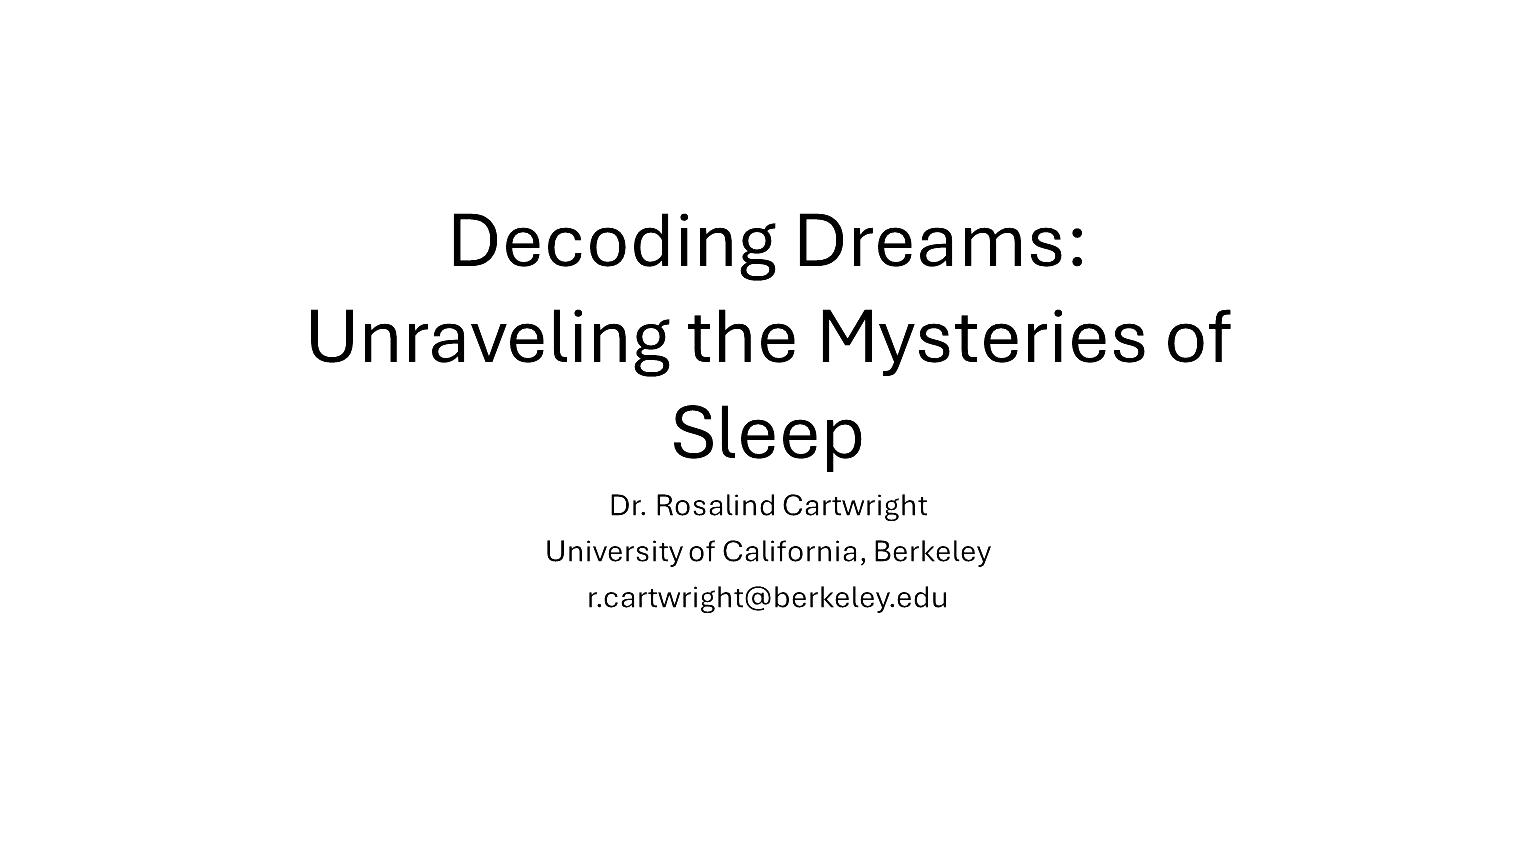 Decoding Dreams:
Unraveling the Mysteries of
Sleep
Dr. Rosalind Cartwright
University of California, Berkeley
r.cartwright@berkeley.edu